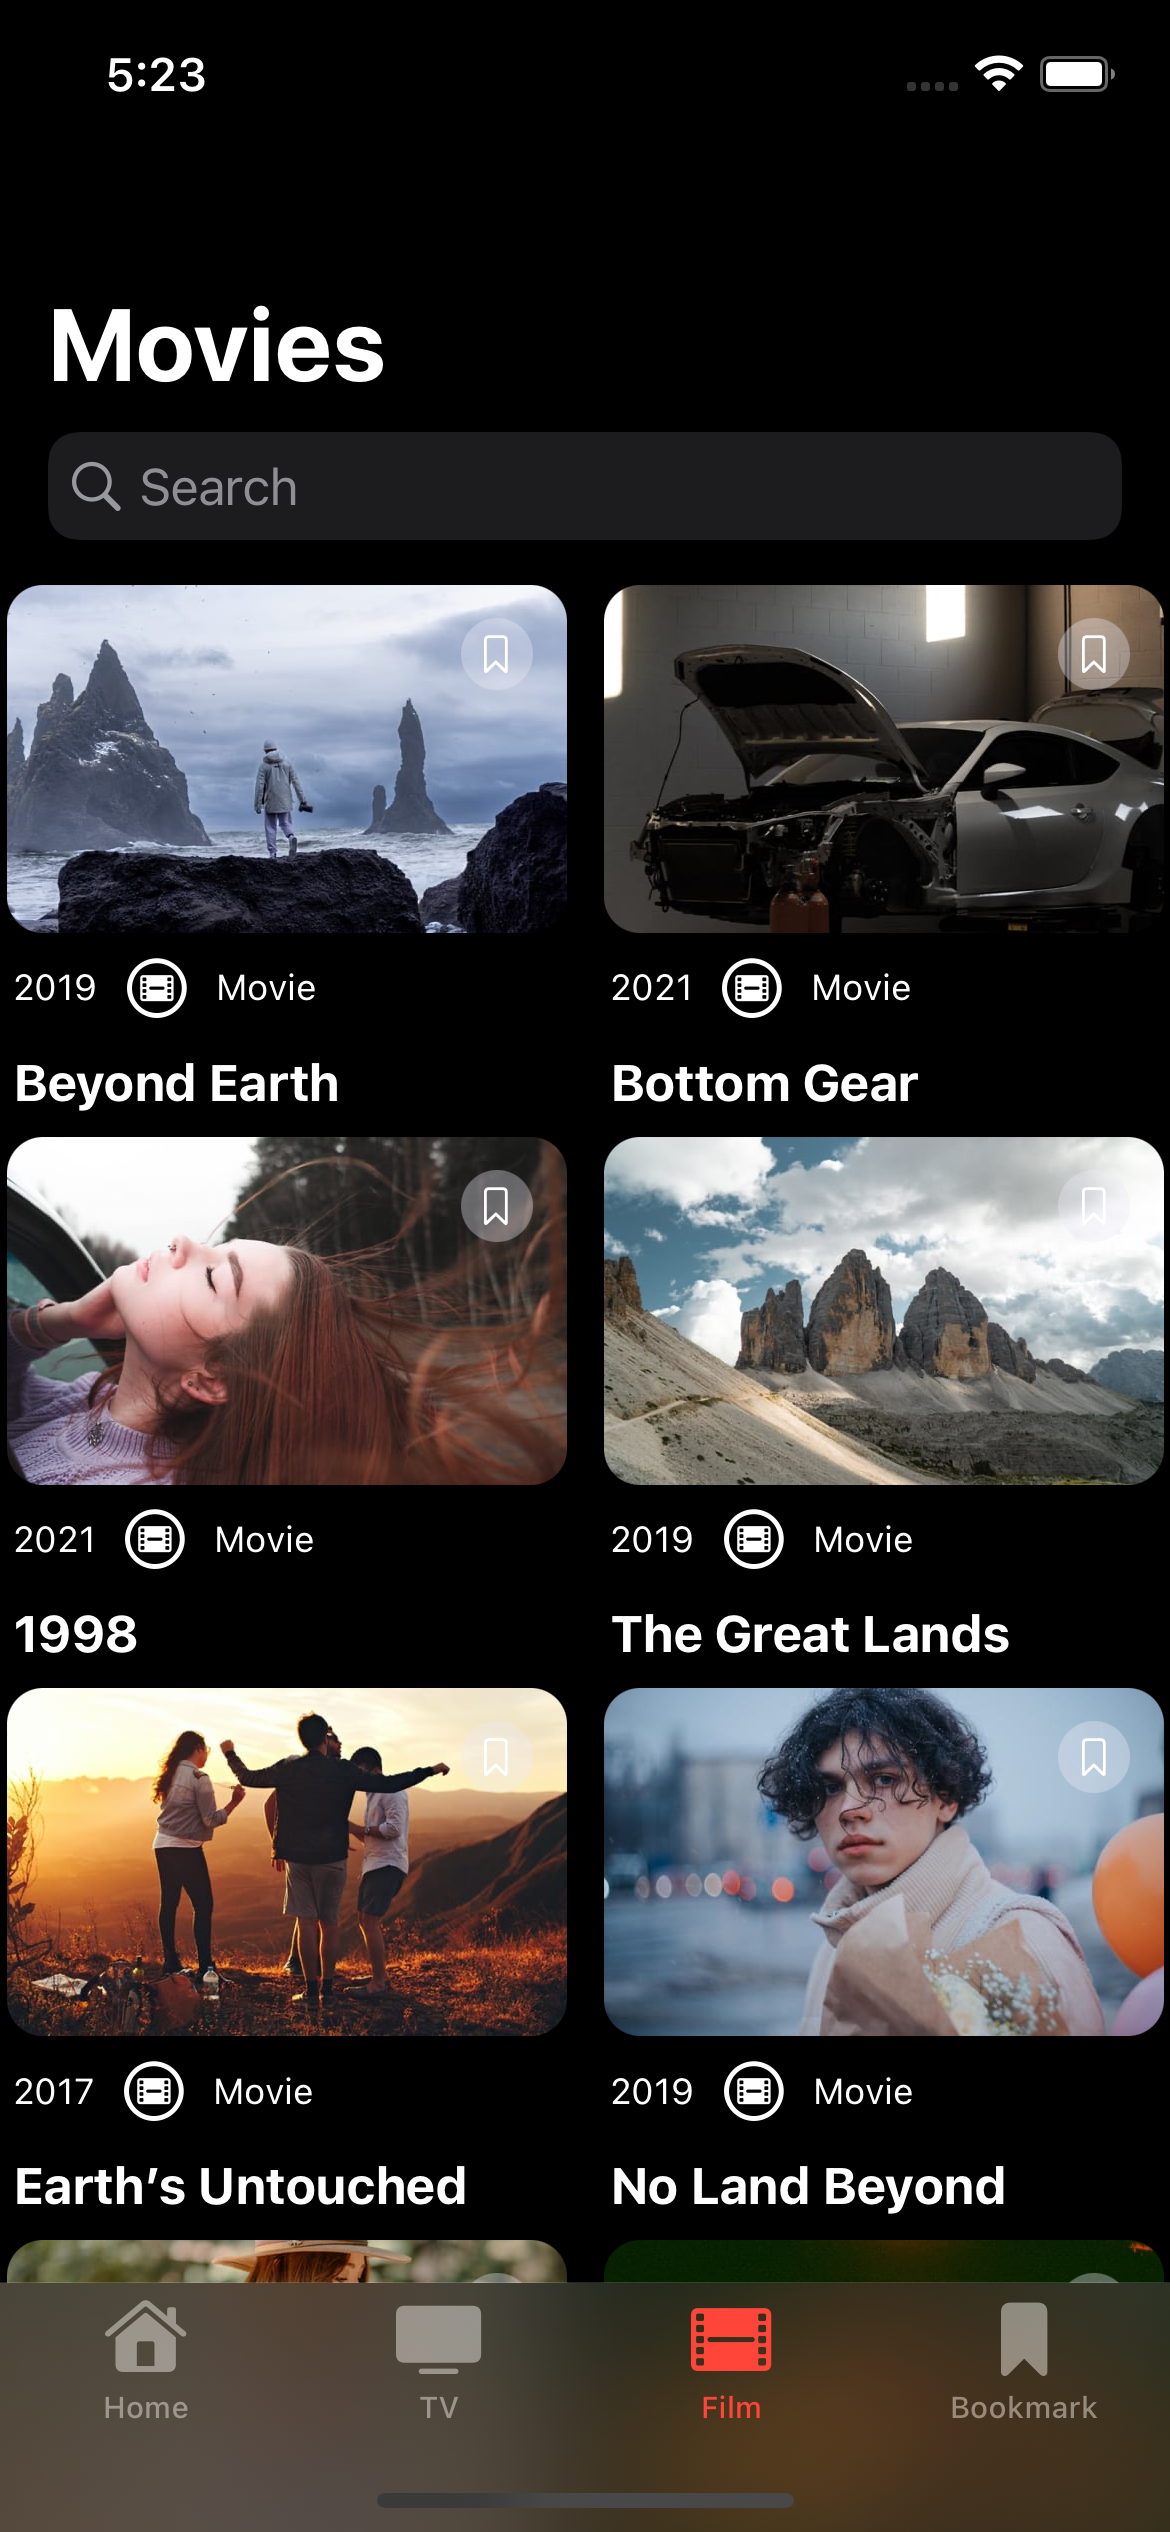 5:23
Movies
Search
2019 Movie
2021 Movie
Beyond Earth
Bottom Gear
2021 Movie
2019 Movie
1998
The Great Lands
2017 Movie
2019 Movie
Earth’s Untouched
No Land Beyond
Home
TV
Film
Bookmark